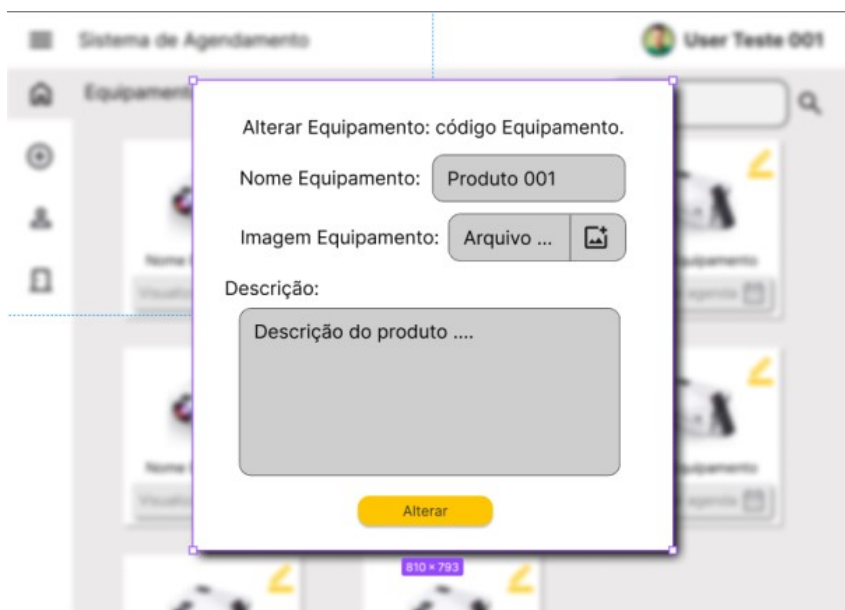 Sistema de Agendamento
User Teste 001
Equipament
Alterar Equipamento: código Equipamento.
Nome Equipamento: Produto 001
Imagem Equipamento: Arquivo ...
Descrição:
Descrição do produto ....
Alterar
810 × 793